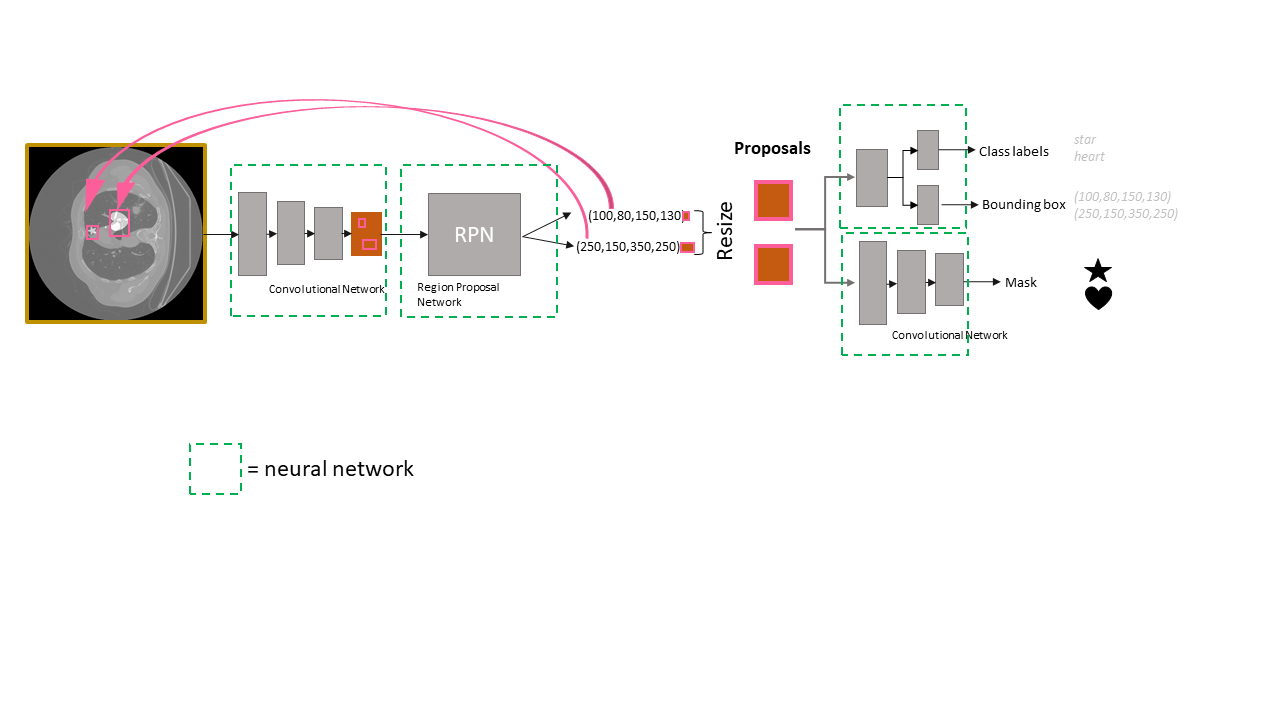 Proposals
star
heart
Class labels
(100,80,150,130)
(250,150,350,250)
Bounding box
(100,80,150,130)
(250,150,350,250)
Resize
RPN
Convolutional Network
Region Proposal
Network
Mask
Convolutional Network
= neural network